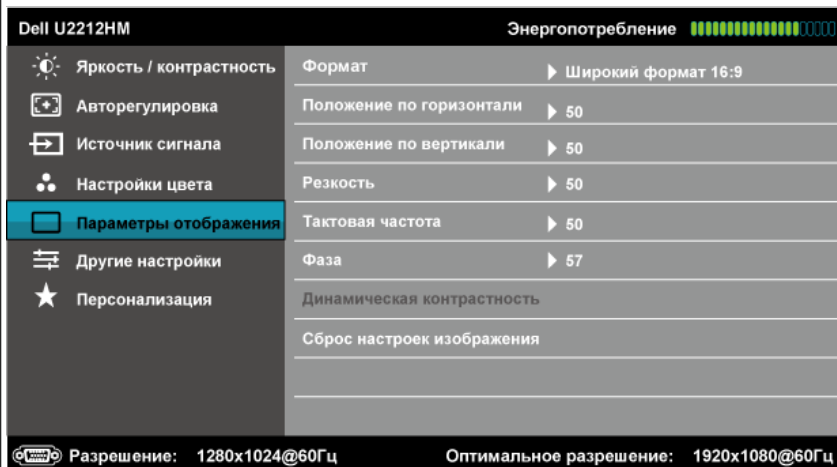 Dell U2212HM Энергопотребление
Яркость / контрастность Формат Широкий формат 16:9
Авторегулировка Положение по горизонтали 50
Источник сигнала Положение по вертикали 50
Настройки цвета Резкость 50
Параметры отображения Тактовая частота 50
Другие настройки Фаза 57
Персонализация Динамическая контрастность
Сброс настроек изображения
Разрешение: 1280x1024@60Гц Оптимальное разрешение: 1920x1080@60Гц